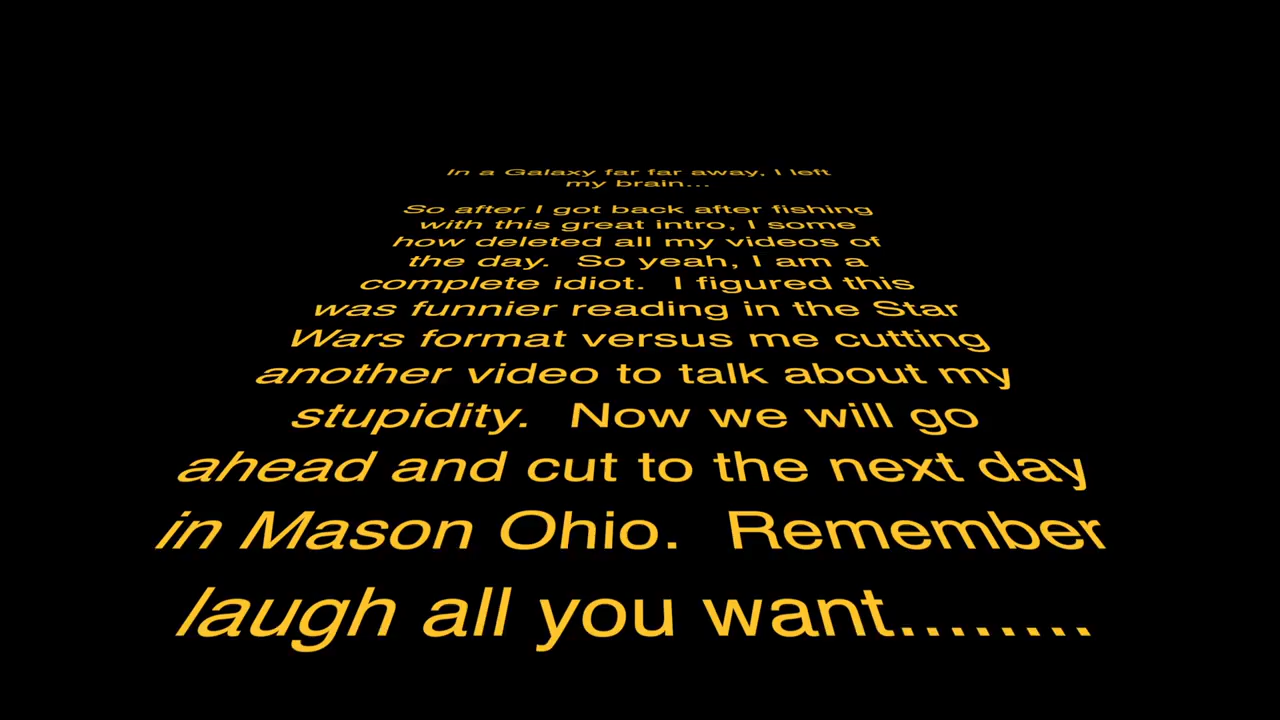 In a Galaxy far far away, I left
my brain...
So after I got back after fishing
with this great intro, I some
how deleted all my videos of
the day.  So yeah, I am a
complete idiot.  I figured this
was funnier reading in the Star
Wars format versus me cutting
another video to talk about my
stupidity.  Now we will go
ahead and cut to the next day
in Mason Ohio.  Remember
laugh all you want........